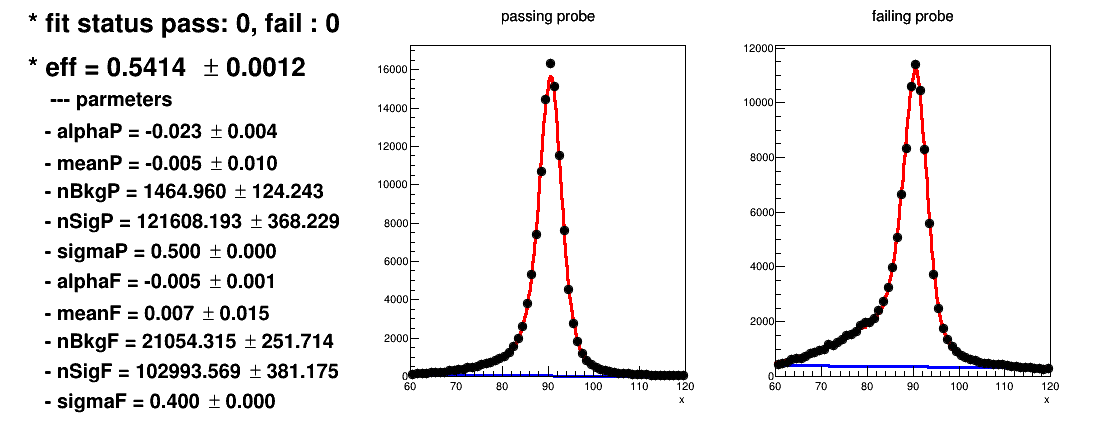 * fit status pass: 0, fail : 0
* eff = 0.5414 ± 0.0012
--- parmeters
- alphaP = -0.023 ± 0.004
- meanP = -0.005 ± 0.010
- nBkgP = 1464.960 ± 124.243
- nSigP = 121608.193 ± 368.229
- sigmaP = 0.500 ± 0.000
- alphaF = -0.005 ± 0.001
- meanF = 0.007 ± 0.015
- nBkgF = 21054.315 ± 251.714
- nSigF = 102993.569 ± 381.175
- sigmaF = 0.400 ± 0.000
passing probe
16000
14000
12000
10000
8000
6000
4000
2000
0
60 70 80 90 100 110 120
x
failing probe
12000
10000
8000
6000
4000
2000
0
60 70 80 90 100 110 120
x